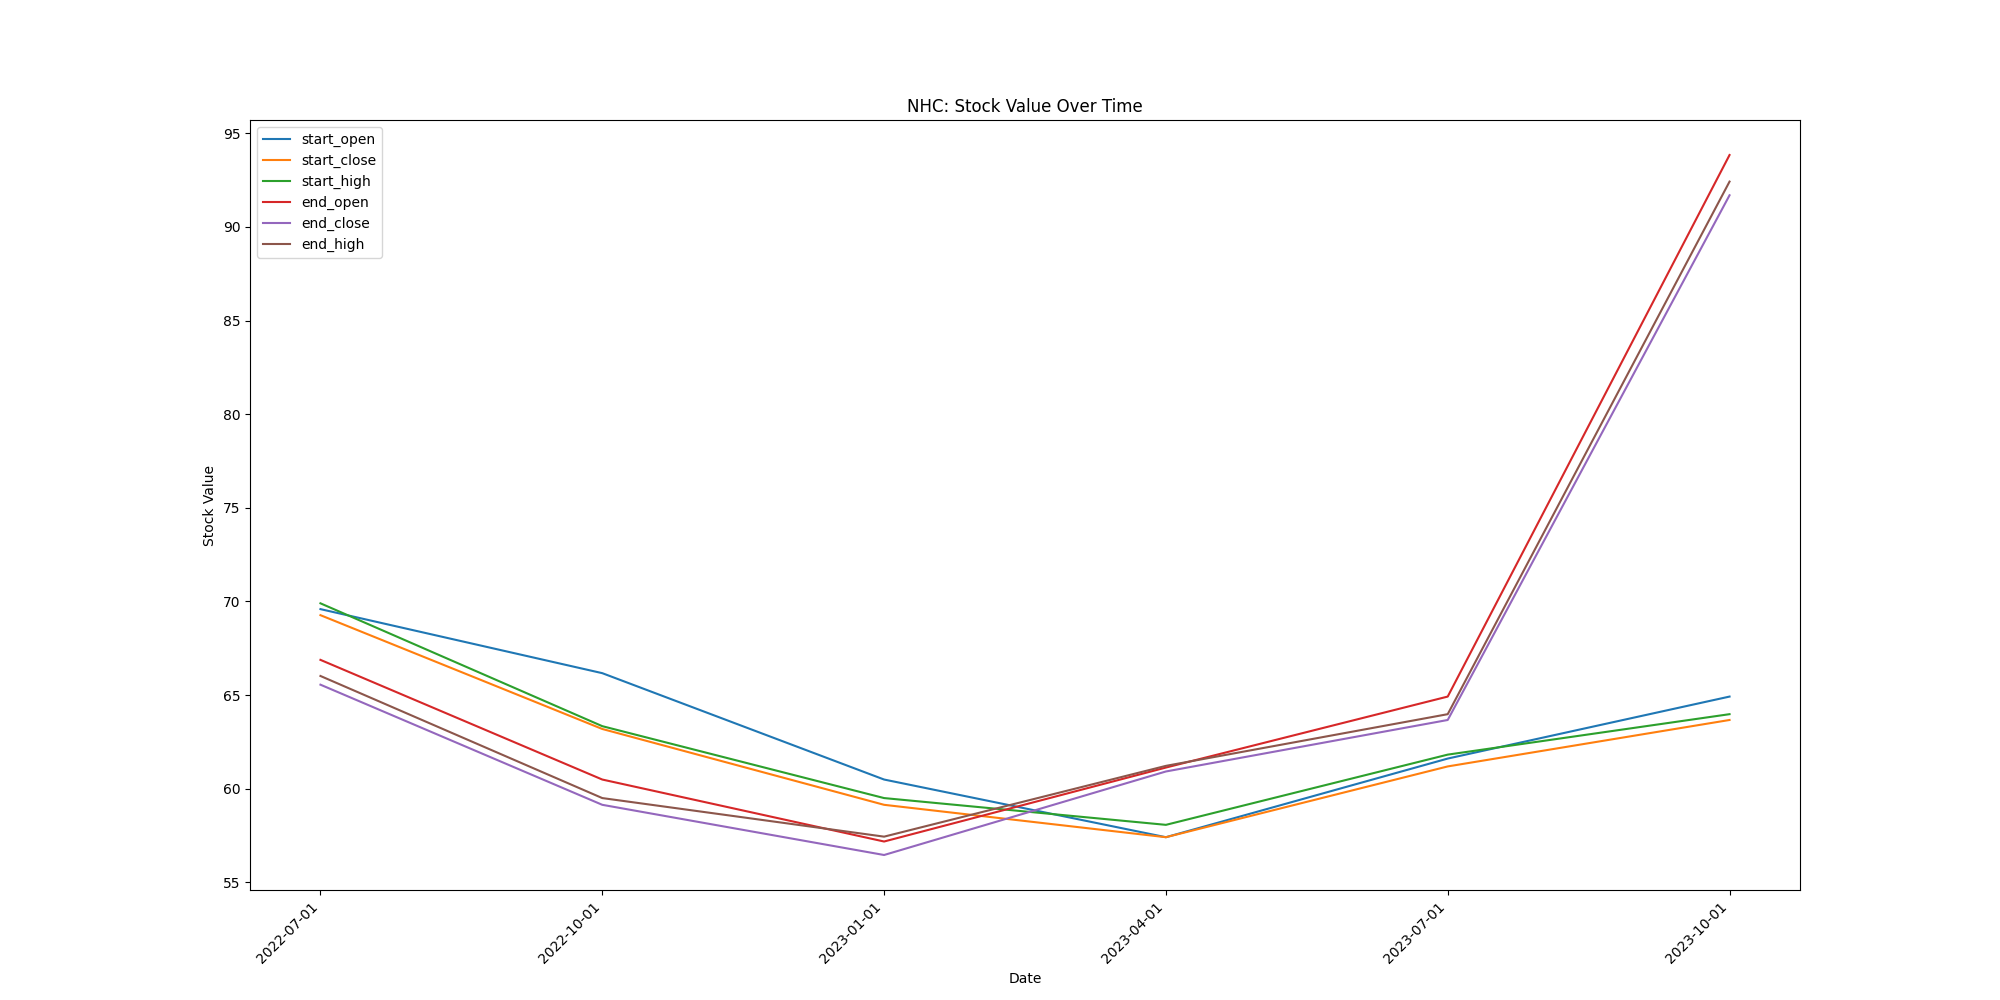 NHC: Stock Value Over Time
start_open
start_close
start_high
end_open
end_close
end_high
95
90
85
80
75
70
65
60
55
Stock Value
2022-07-01
2022-10-01
2023-01-01
2023-04-01
2023-07-01
2023-10-01
Date